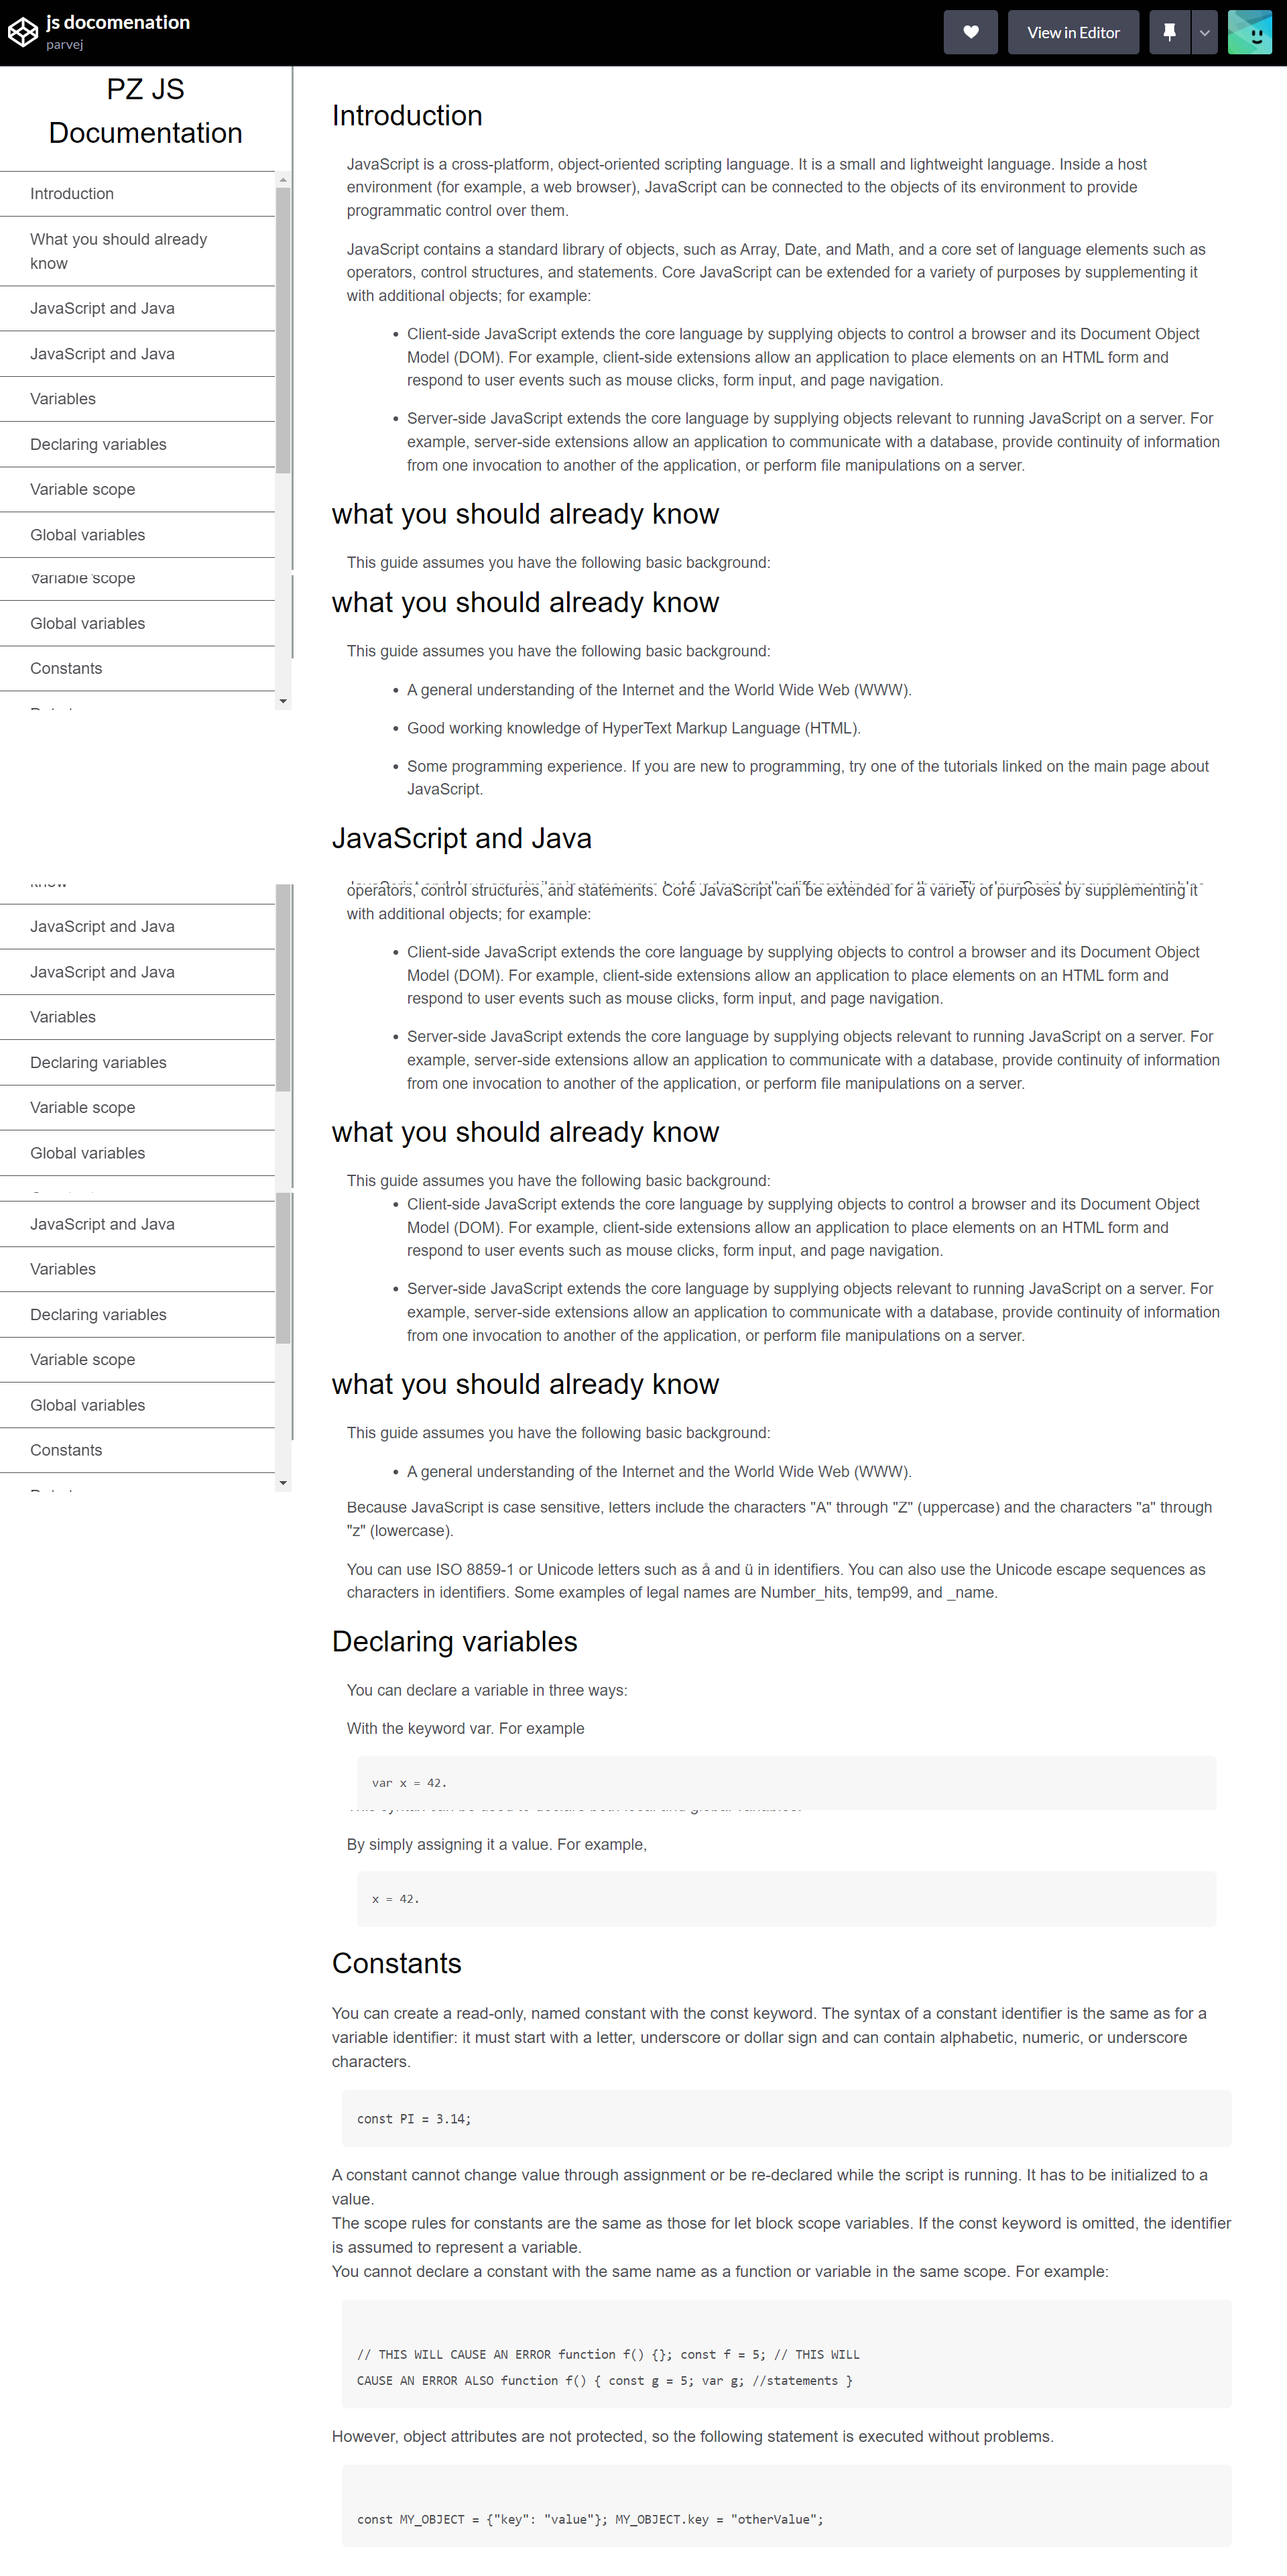 js docomenation
parvej
View in Editor
PZ JS
Documentation
Introduction
What you should already
know
JavaScript and Java
JavaScript and Java
Variables
Declaring variables
Variable scope
Global variables
Variable scope
Global variables
Constants
know
JavaScript and Java
JavaScript and Java
Variables
Declaring variables
Variable scope
Global variables
JavaScript and Java
Variables
Declaring variables
Variable scope
Global variables
Constants
Introduction
JavaScript is a cross-platform, object-oriented scripting language. It is a small and lightweight language. Inside a host
environment (for example, a web browser), JavaScript can be connected to the objects of its environment to provide
programmatic control over them.
JavaScript contains a standard library of objects, such as Array, Date, and Math, and a core set of language elements such as
operators, control structures, and statements. Core JavaScript can be extended for a variety of purposes by supplementing it
with additional objects; for example:
• Client-side JavaScript extends the core language by supplying objects to control a browser and its Document Object
Model (DOM). For example, client-side extensions allow an application to place elements on an HTML form and
respond to user events such as mouse clicks, form input, and page navigation.
• Server-side JavaScript extends the core language by supplying objects relevant to running JavaScript on a server. For
example, server-side extensions allow an application to communicate with a database, provide continuity of information
from one invocation to another of the application, or perform file manipulations on a server.
what you should already know
This guide assumes you have the following basic background:
what you should already know
This guide assumes you have the following basic background:
• A general understanding of the Internet and the World Wide Web (WWW).
• Good working knowledge of HyperText Markup Language (HTML).
• Some programming experience. If you are new to programming, try one of the tutorials linked on the main page about
JavaScript.
JavaScript and Java
operators, control structures, and statements. Core JavaScript can be extended for a variety of purposes by supplementing it
with additional objects; for example:
• Client-side JavaScript extends the core language by supplying objects to control a browser and its Document Object
Model (DOM). For example, client-side extensions allow an application to place elements on an HTML form and
respond to user events such as mouse clicks, form input, and page navigation.
• Server-side JavaScript extends the core language by supplying objects relevant to running JavaScript on a server. For
example, server-side extensions allow an application to communicate with a database, provide continuity of information
from one invocation to another of the application, or perform file manipulations on a server.
what you should already know
This guide assumes you have the following basic background:
• Client-side JavaScript extends the core language by supplying objects to control a browser and its Document Object
Model (DOM). For example, client-side extensions allow an application to place elements on an HTML form and
respond to user events such as mouse clicks, form input, and page navigation.
• Server-side JavaScript extends the core language by supplying objects relevant to running JavaScript on a server. For
example, server-side extensions allow an application to communicate with a database, provide continuity of information
from one invocation to another of the application, or perform file manipulations on a server.
what you should already know
This guide assumes you have the following basic background:
• A general understanding of the Internet and the World Wide Web (WWW).
Because JavaScript is case sensitive, letters include the characters "A" through "Z" (uppercase) and the characters "a" through
"z" (lowercase).
You can use ISO 8859-1 or Unicode letters such as å and ü in identifiers. You can also use the Unicode escape sequences as
characters in identifiers. Some examples of legal names are Number_hits, temp99, and _name.
Declaring variables
You can declare a variable in three ways:
With the keyword var. For example
var x = 42.
By simply assigning it a value. For example,
x = 42.
Constants
You can create a read-only, named constant with the const keyword. The syntax of a constant identifier is the same as for a
variable identifier: it must start with a letter, underscore or dollar sign and can contain alphabetic, numeric, or underscore
characters.
const PI = 3.14;
A constant cannot change value through assignment or be re-declared while the script is running. It has to be initialized to a
value.
The scope rules for constants are the same as those for let block scope variables. If the const keyword is omitted, the identifier
is assumed to represent a variable.
You cannot declare a constant with the same name as a function or variable in the same scope. For example:
// THIS WILL CAUSE AN ERROR function f() {}; const f = 5; // THIS WILL
CAUSE AN ERROR ALSO function f() { const g = 5; var g; //statements }
However, object attributes are not protected, so the following statement is executed without problems.
const MY_OBJECT = {"key": "value"}; MY_OBJECT.key = "otherValue";